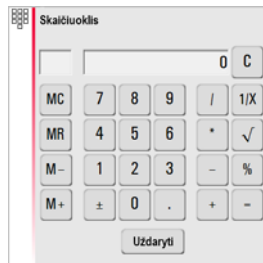 Skaičiuoklis
0 C
MC 7 8 9 / 1/X
MR 4 5 6 * √
M− 1 2 3 − %
M+ ± 0 . + =
Uždaryti